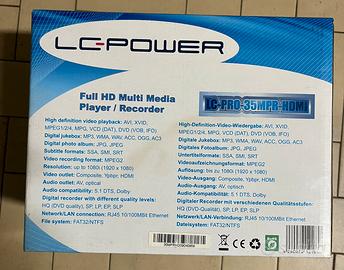 LC-POWER
Full HD Multi Media
Player / Recorder
LC-PRO-35MPR-HDMI
High definition video playback: AVI, XVID,
MPEG1/2/4, MPG, VCD (DAT), DVD (VOB, IFO)
Digital jukebox: MP3, WMA, WAV, ACC, OGG, AC3
Digital photo album: JPG, JPEG
Subtitle formats: SSA, SMI, SRT
Video recording format: MPEG2
Resolution: up to 1080i (1920 x 1080)
Video output: Composite, Ypbpr, HDMI
Audio output: AV, optical
Audio compatibility: 5.1 DTS, Dolby
Digital recorder with different quality levels:
HQ (DVD quality), SP, LP, EP, SLP
Network/LAN connection: RJ45 10/100MBit Ethernet
File system: FAT32/NTFS
High-Definition-Video-Wiedergabe: AVI, XVID,
MPEG1/2/4, MPG, VCD (DAT), DVD (VOB, IFO)
Digitale Jukebox: MP3, WMA, WAV, ACC, OGG, AC3
Digitales Fotoalbum: JPG, JPEG
Untertitelformate: SSA, SMI, SRT
Videoaufnahmeformat: MPEG2
Auflösung: bis zu 1080i (1920 x 1080)
Video-Ausgang: Composite, Ypbpr, HDMI
Audio-Ausgang: AV, optisch
Audio-Kompatibilität: 5.1 DTS, Dolby
Digitaler Recorder mit verschiedenen Qualitätsstufen:
HQ (DVD-Qualität), SP, LP, EP, SLP
Netzwerk/LAN-Verbindung: RJ45 10/100MBit Ethernet
Dateisystem: FAT32/NTFS